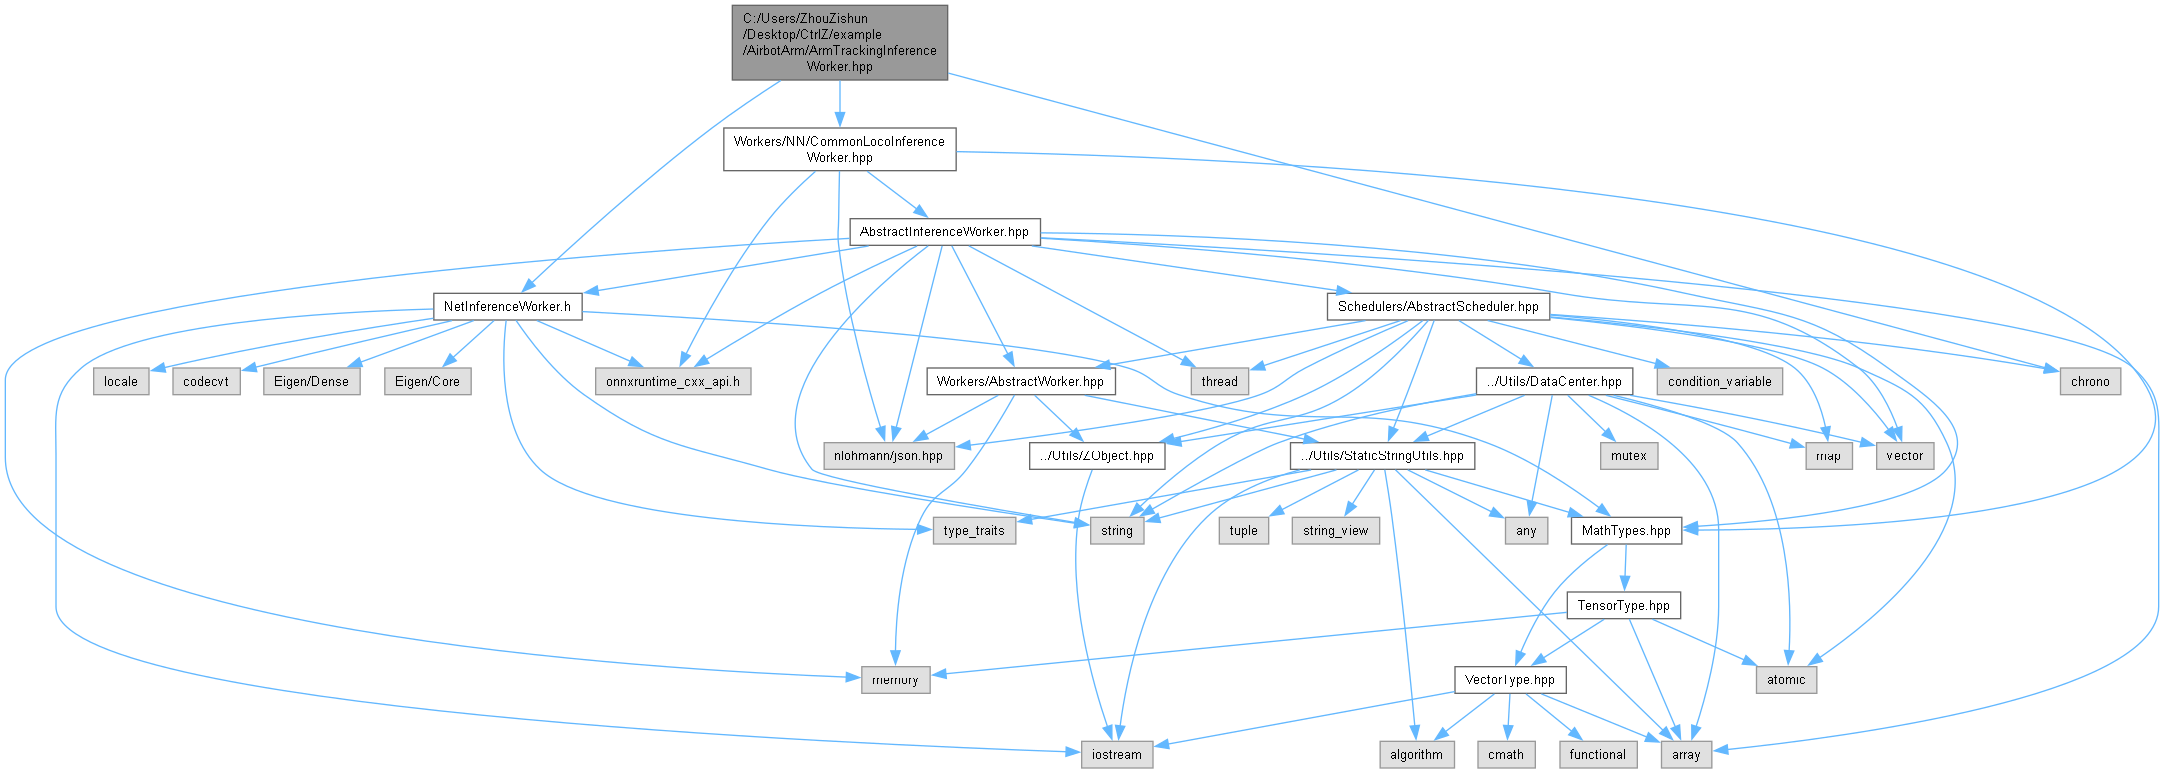 C:/Users/ZhouZishun
/Desktop/CtrlZ/example
/AirbotArm/ArmTrackingInference
Worker.hpp
Workers/NN/CommonLocoInference
Worker.hpp
AbstractInferenceWorker.hpp
NetInferenceWorker.h
Schedulers/AbstractScheduler.hpp
locale
codecvt
Eigen/Dense
Eigen/Core
onnxruntime_cxx_api.h
Workers/AbstractWorker.hpp
thread
../Utils/DataCenter.hpp
condition_variable
chrono
nlohmann/json.hpp
../Utils/ZObject.hpp
../Utils/StaticStringUtils.hpp
mutex
map
vector
type_traits
string
tuple
string_view
any
MathTypes.hpp
TensorType.hpp
memory
VectorType.hpp
atomic
iostream
algorithm
cmath
functional
array